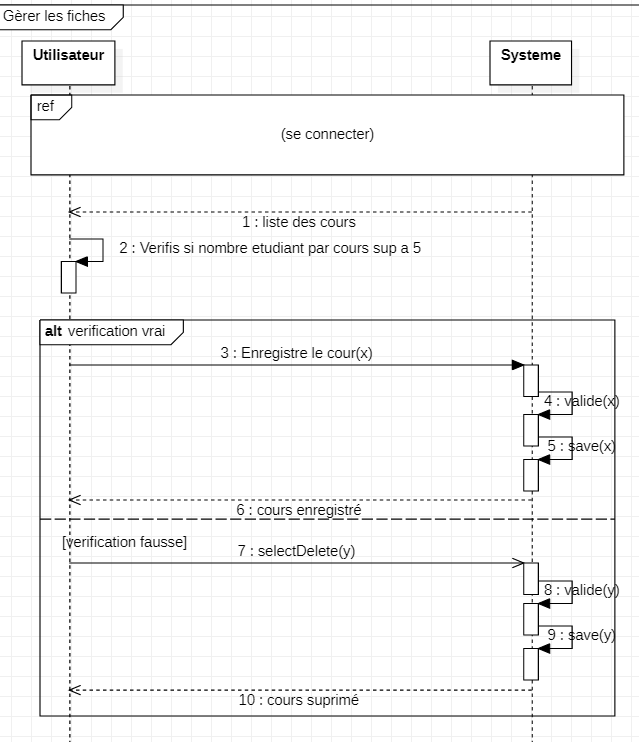 Gèrer les fiches
Utilisateur
Systeme
ref
(se connecter)
1 : liste des cours
2 : Verifis si nombre etudiant par cours sup a 5
alt verification vrai
3 : Enregistre le cour(x)
4 : valide(x)
5 : save(x)
6 : cours enregistré
[verification fausse]
7 : selectDelete(y)
8 : valide(y)
9 : save(y)
10 : cours suprimé